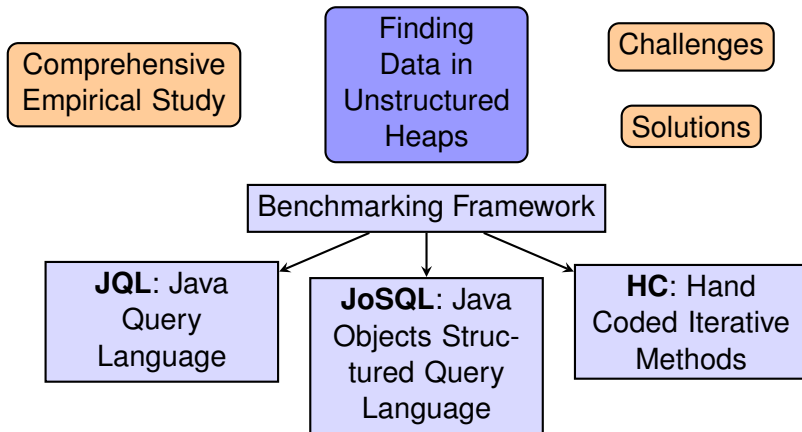 Comprehensive
Empirical Study
Finding
Data in
Unstructured
Heaps
Challenges
Solutions
Benchmarking Framework
JQL: Java
Query
Language
JoSQL: Java
Objects Struc-
tured Query
Language
HC: Hand
Coded Iterative
Methods